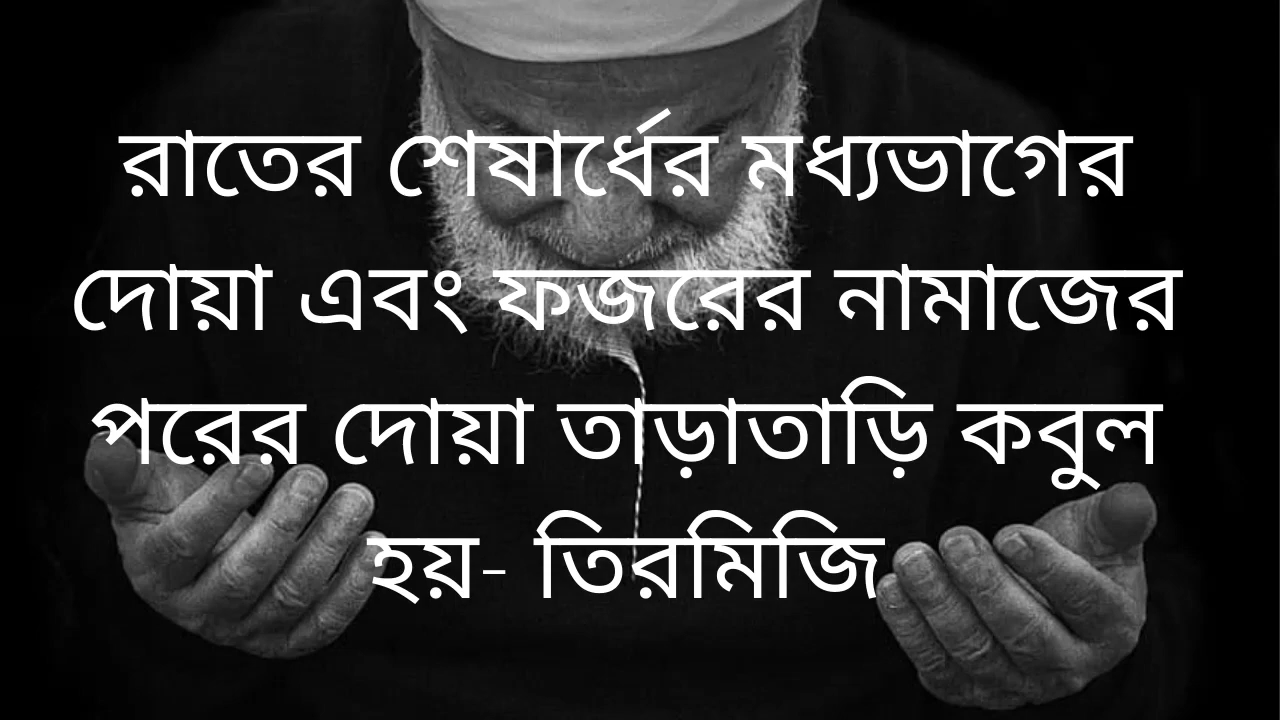 রাতের শেষার্ধের মধ্যভাগের
দোয়া এবং ফজরের নামাজের
পরের দোয়া তাড়াতাড়ি কবুল
হয়- তিরমিজি